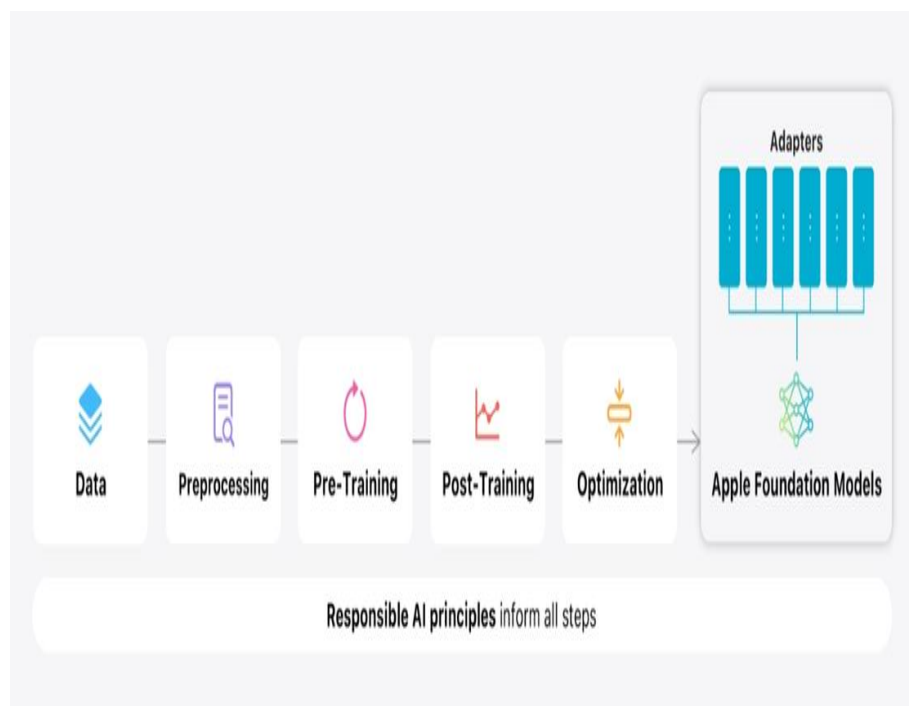 Adapters
Data
Preprocessing
Pre-Training
Post-Training
Optimization
Apple Foundation Models
Responsible AI principles inform all steps